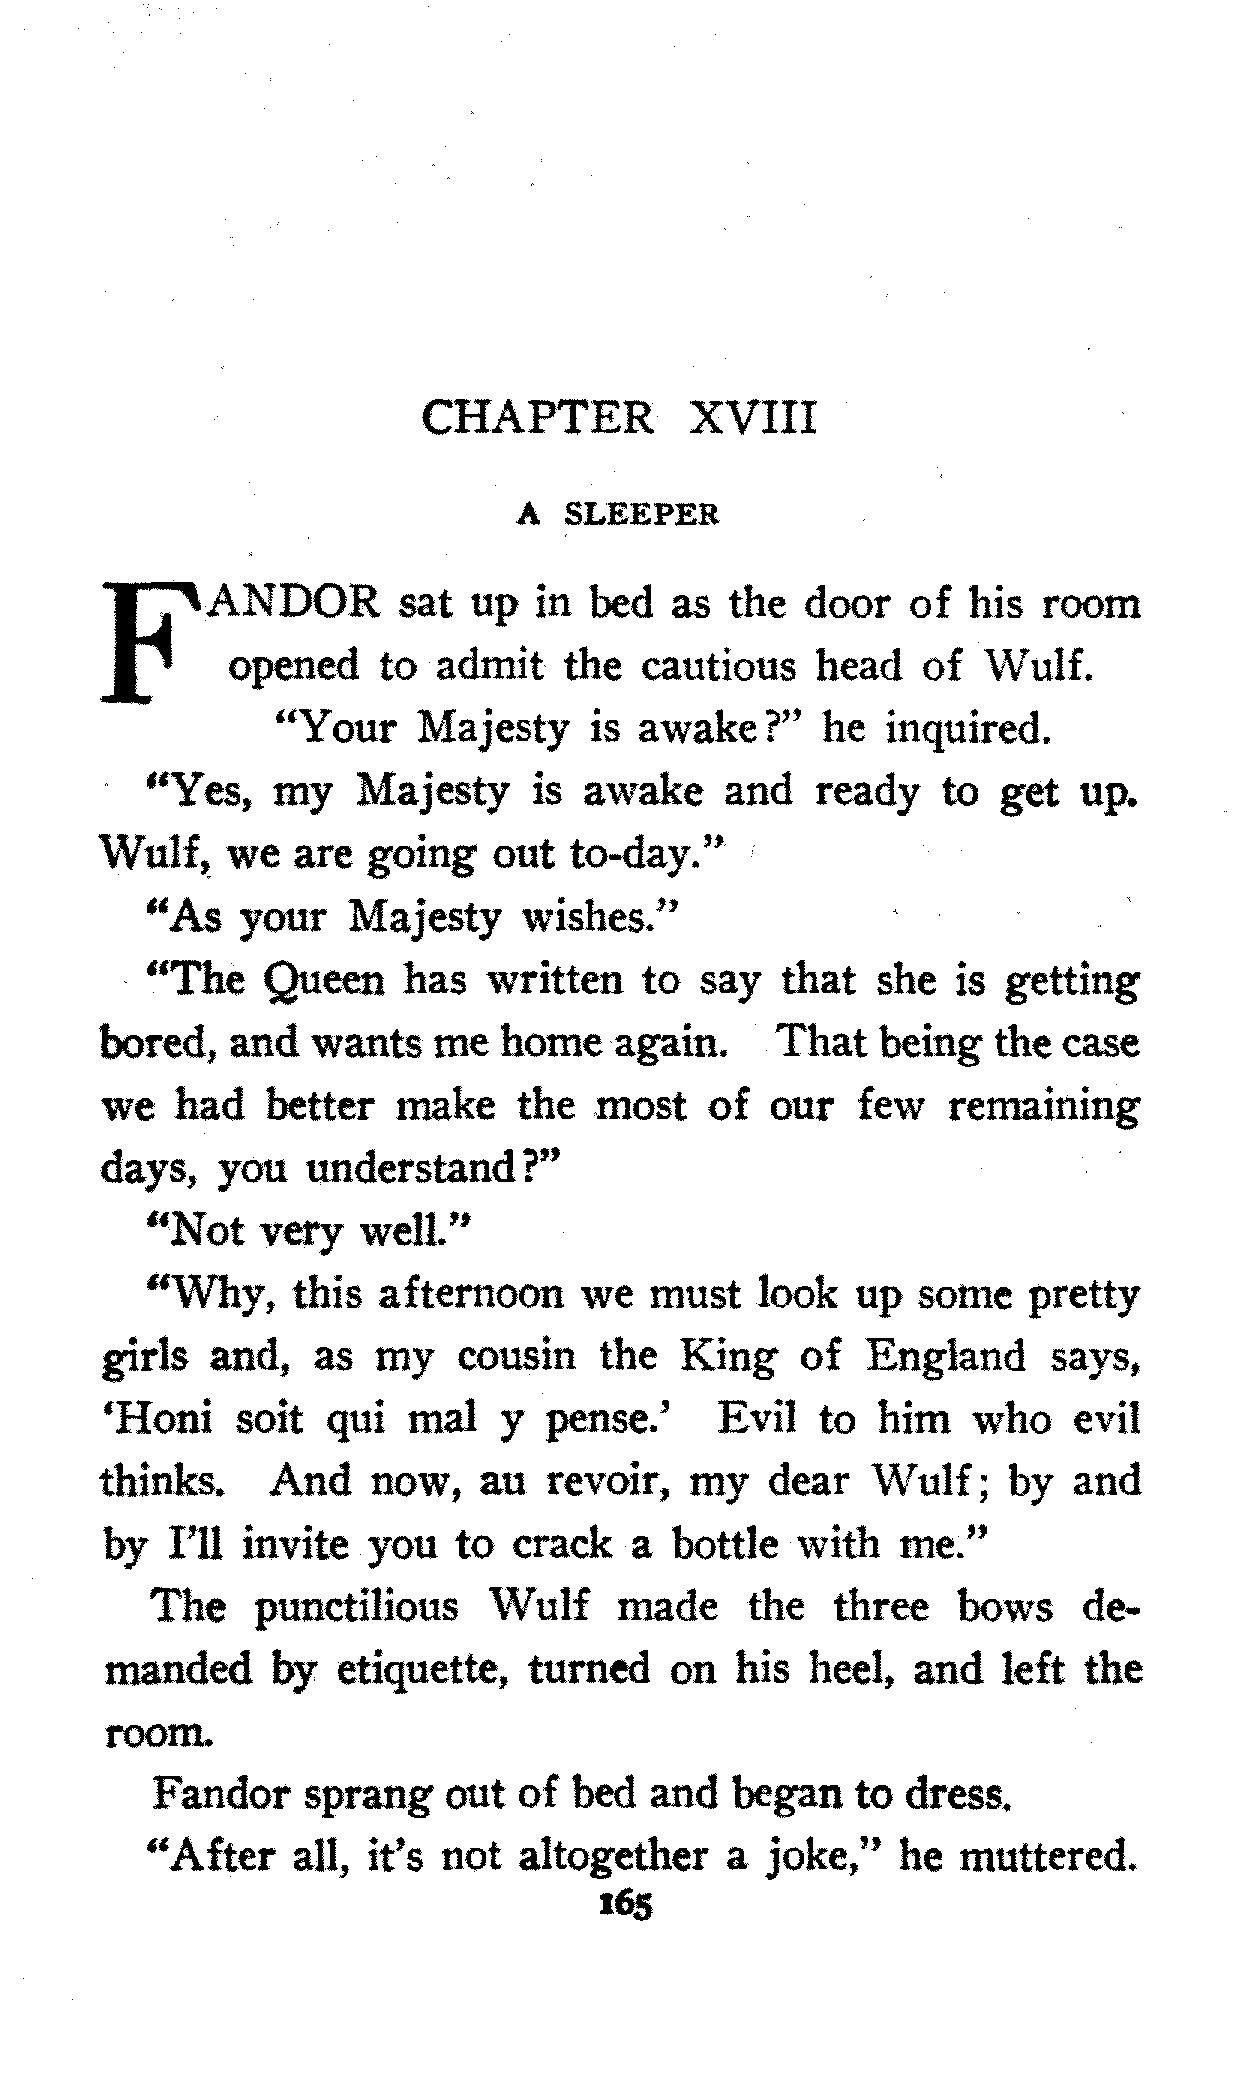 CHAPTER XVIII
A SLEEPER
FANDOR sat up in bed as the door of his room
opened to admit the cautious head of Wulf.
“Your Majesty is awake?” he inquired.
“Yes, my Majesty is awake and ready to get up.
Wulf, we are going out to-day.”
“As your Majesty wishes.”
“The Queen has written to say that she is getting
bored, and wants me home again. That being the case
we had better make the most of our few remaining
days, you understand?”
“Not very well.”
“Why, this afternoon we must look up some pretty
girls and, as my cousin the King of England says,
‘Honi soit qui mal y pense.’ Evil to him who evil
thinks. And now, au revoir, my dear Wulf; by and
by I’ll invite you to crack a bottle with me.”
The punctilious Wulf made the three bows de-
manded by etiquette, turned on his heel, and left the
room.
Fandor sprang out of bed and began to dress.
“After all, it’s not altogether a joke,” he muttered.
165